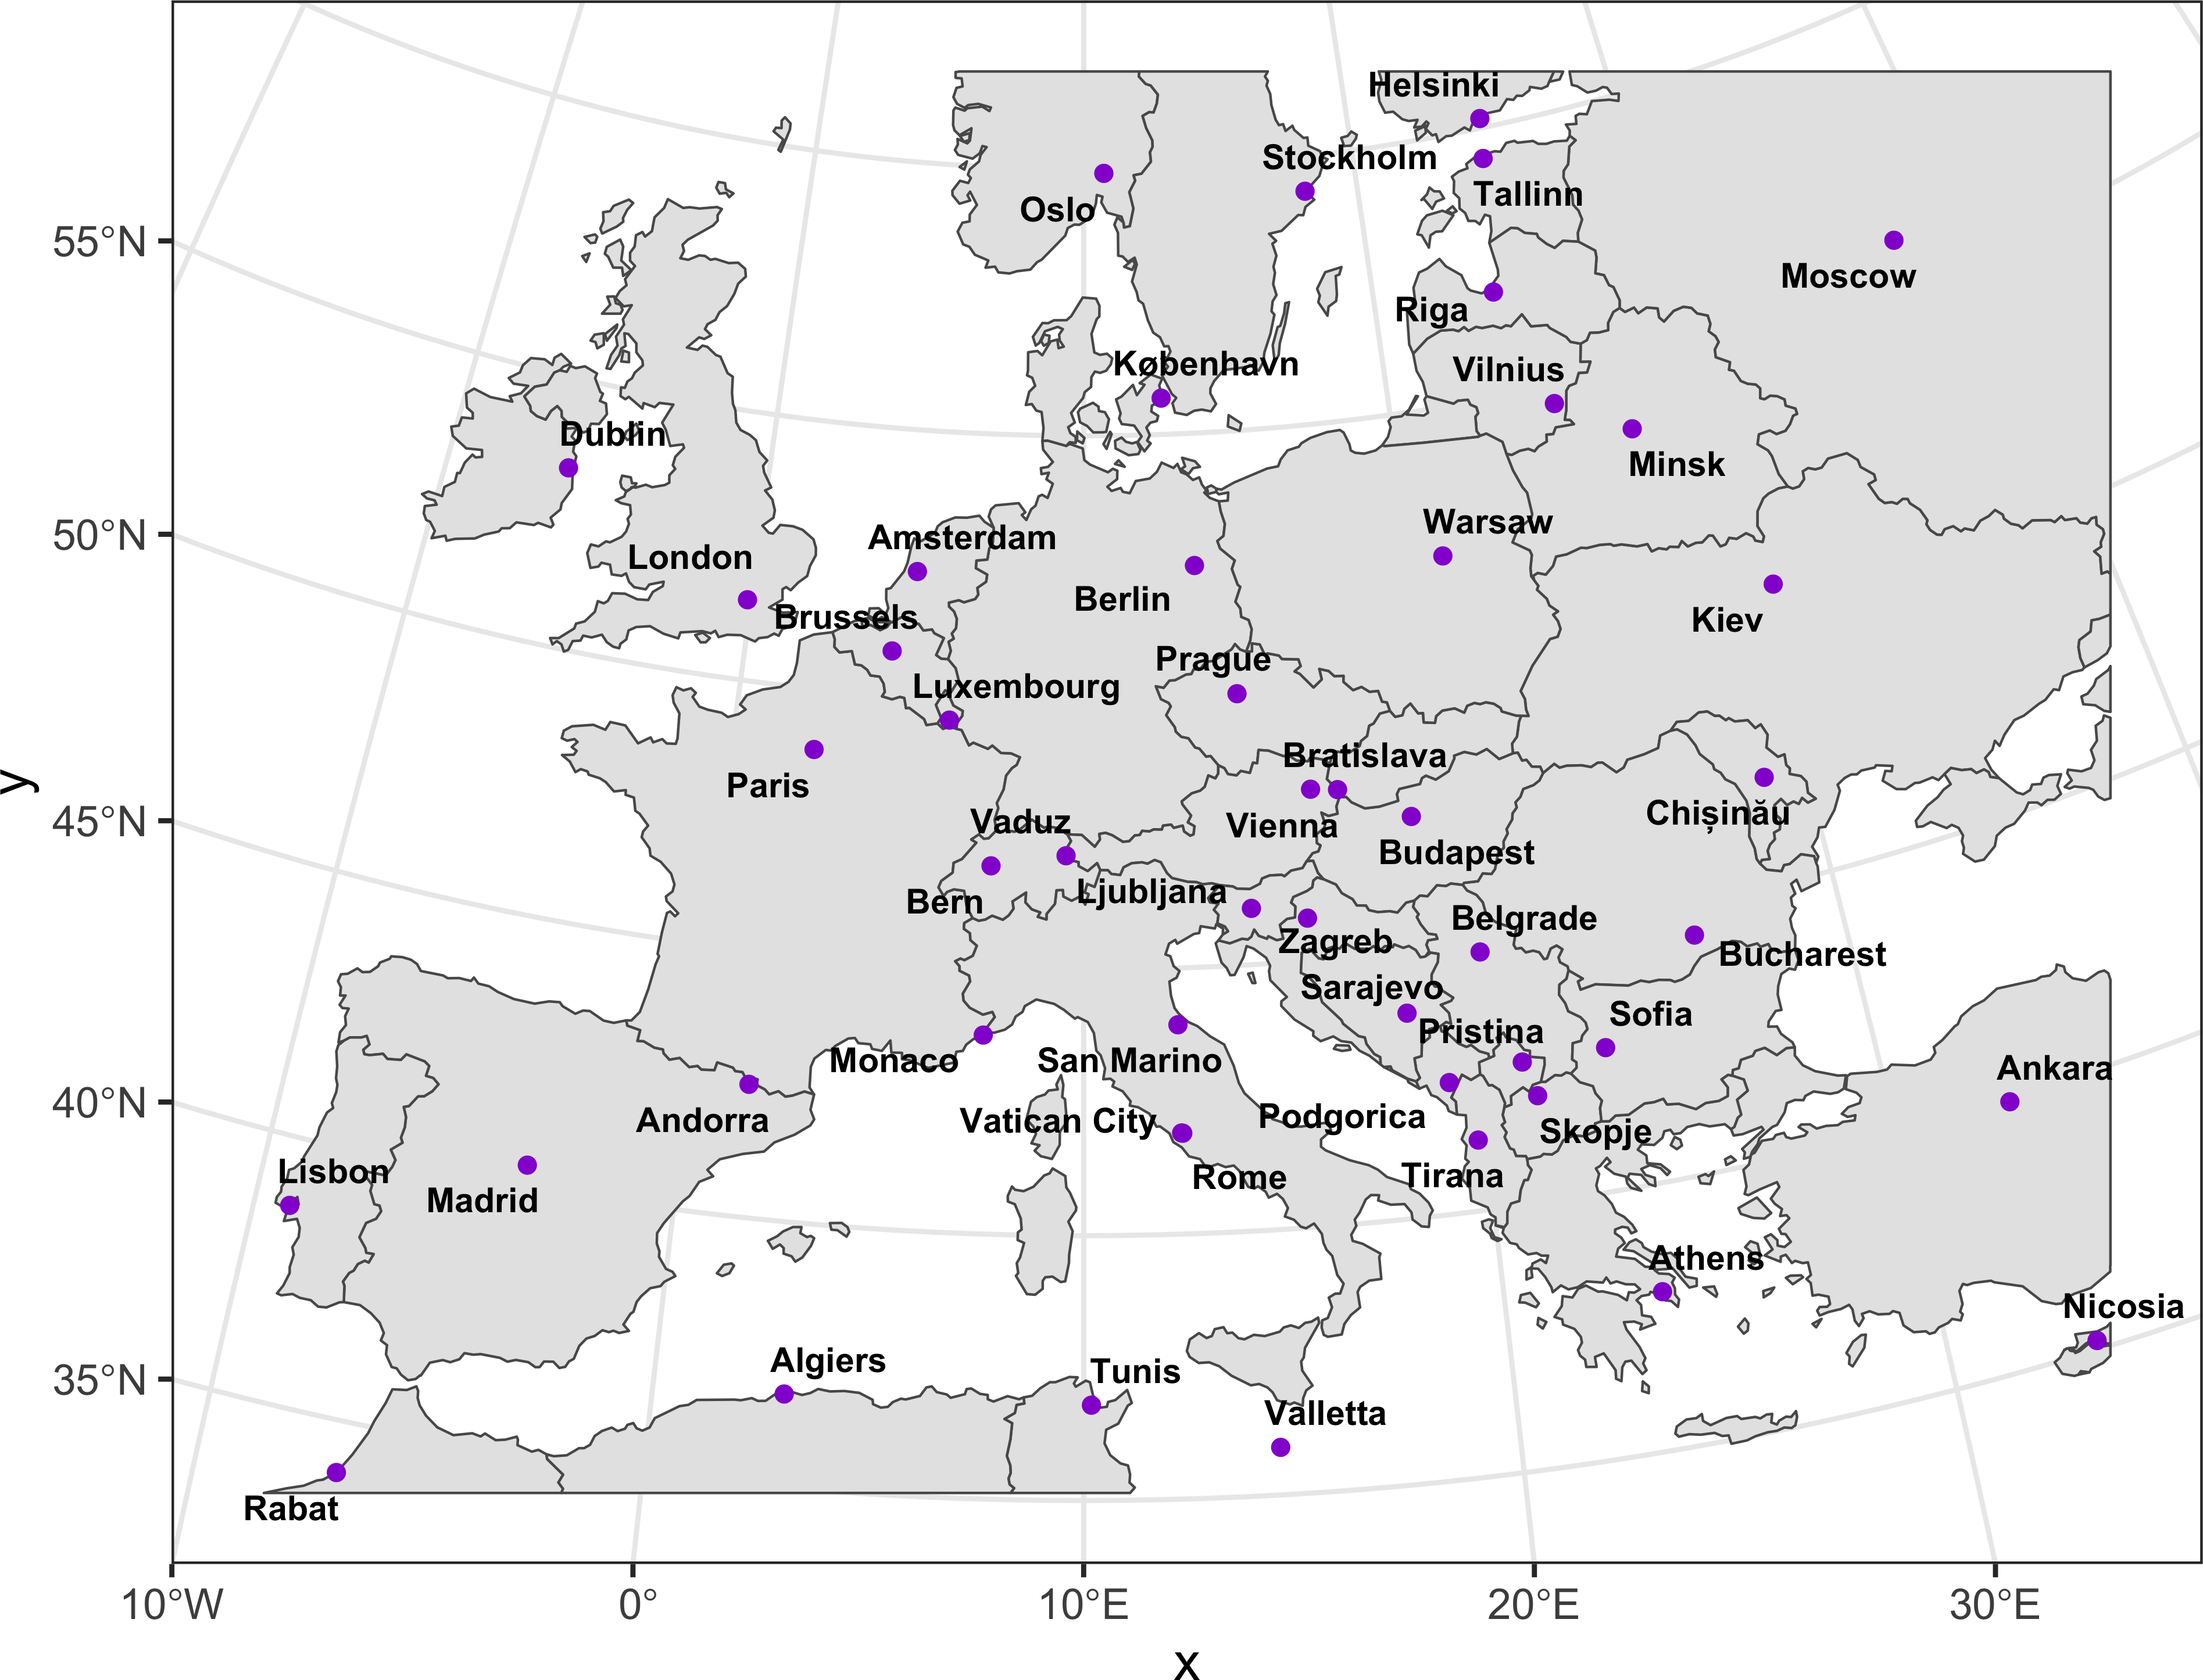 Helsinki
Stockholm
Tallinn
Oslo
55°N
Moscow
Riga
København
Vilnius
Dublin
Minsk
Warsaw
50°N
Amsterdam
London
Berlin
Brussels
Kiev
Prague
Luxembourg
Bratislava
y
Paris
Chișinău
45°N
Vaduz
Vienna
Budapest
Ljubljana
Bern
Belgrade
Zagreb
Bucharest
Sarajevo
Sofia
Pristina
Monaco
San Marino
Ankara
40°N
Andorra
Vatican City
Podgorica
Skopje
Lisbon
Rome
Tirana
Madrid
Athens
Nicosia
Algiers
Tunis
35°N
Valletta
Rabat
10°W
0°
10°E
20°E
30°E
x